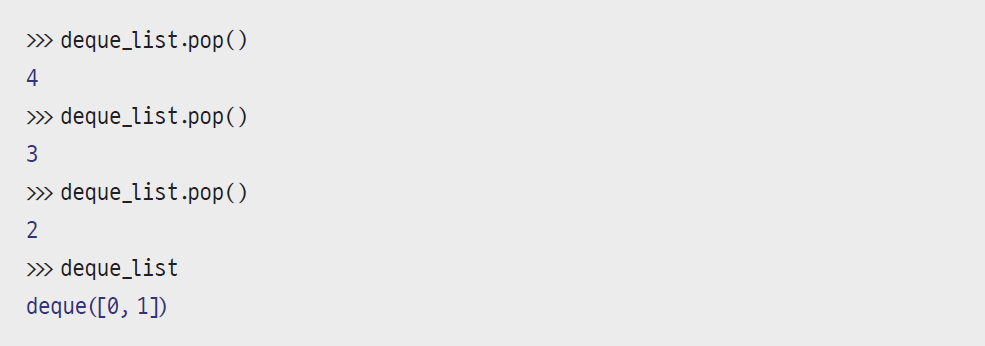 >>> deque_list.pop()
4
>>> deque_list.pop()
3
>>> deque_list.pop()
2
>>> deque_list
deque([0, 1])